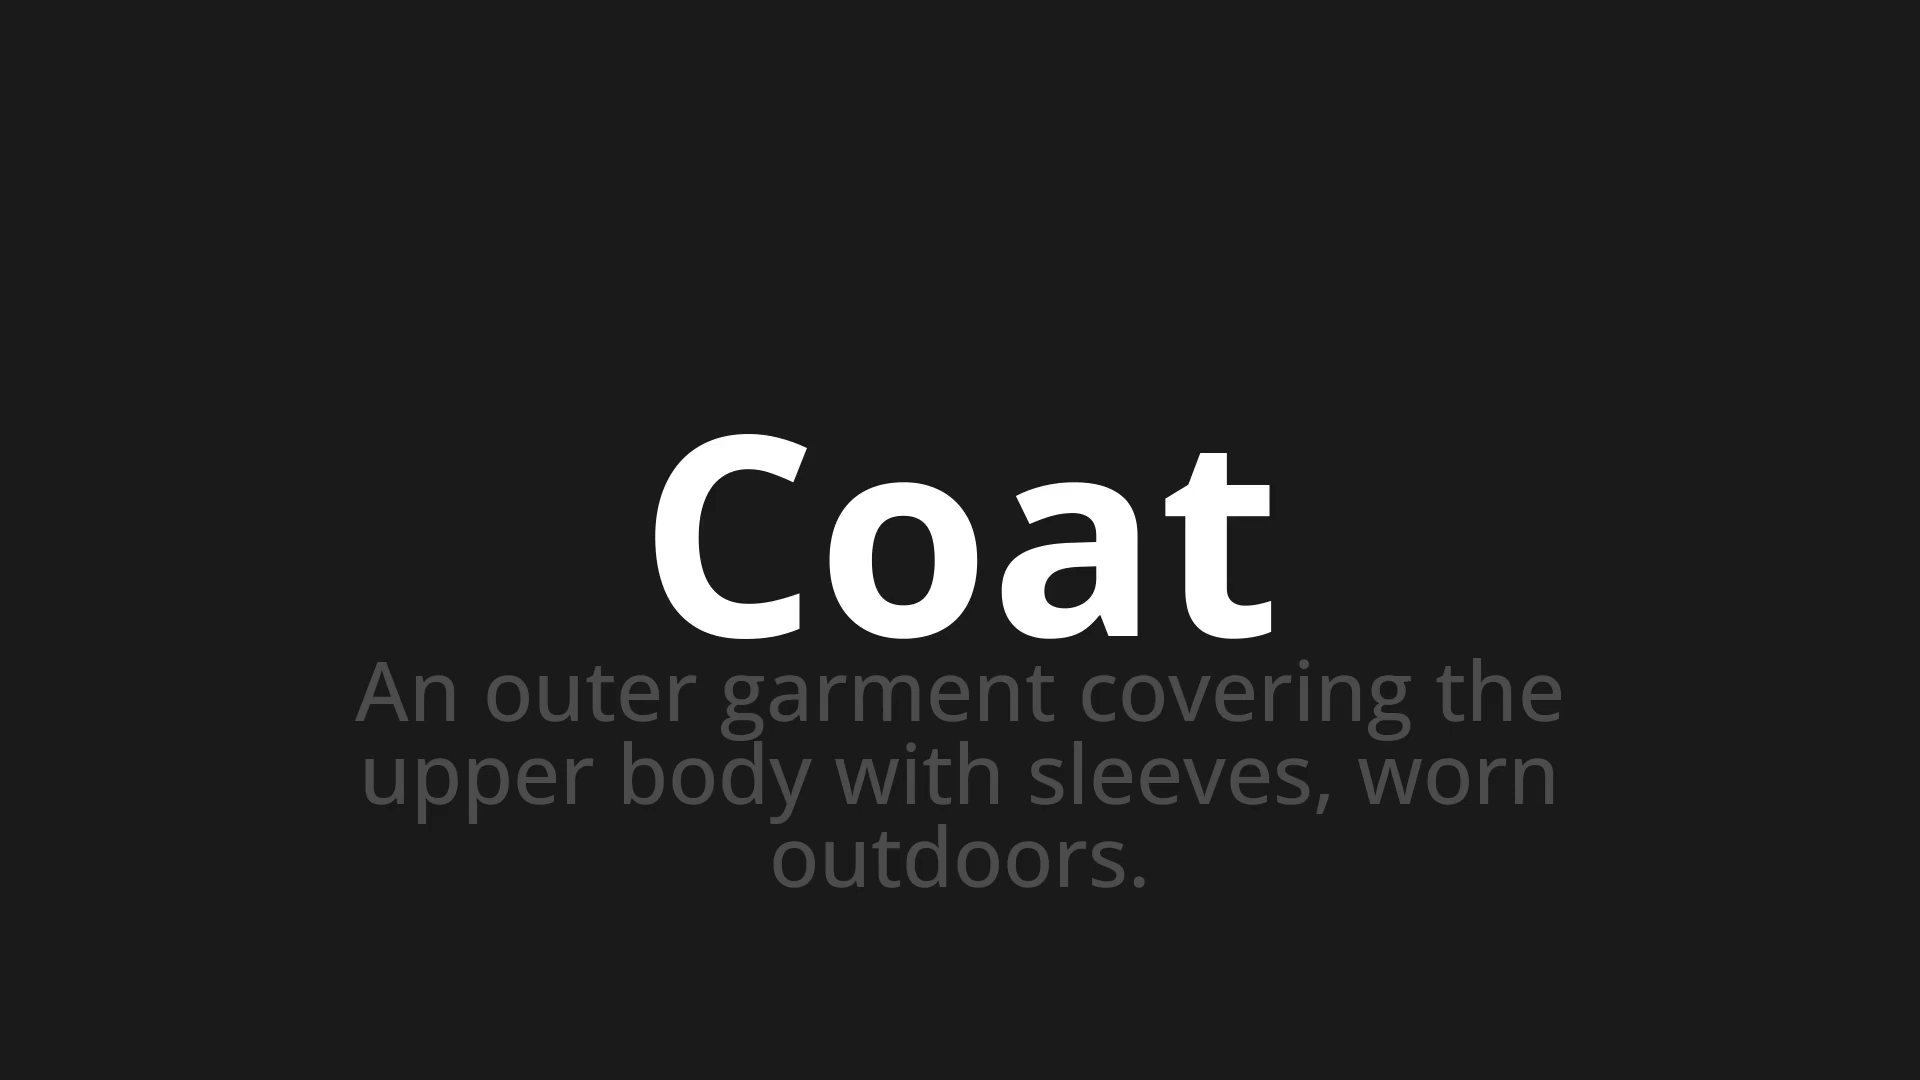 Coat
An outer garment covering the
upper body with sleeves, worn
outdoors.